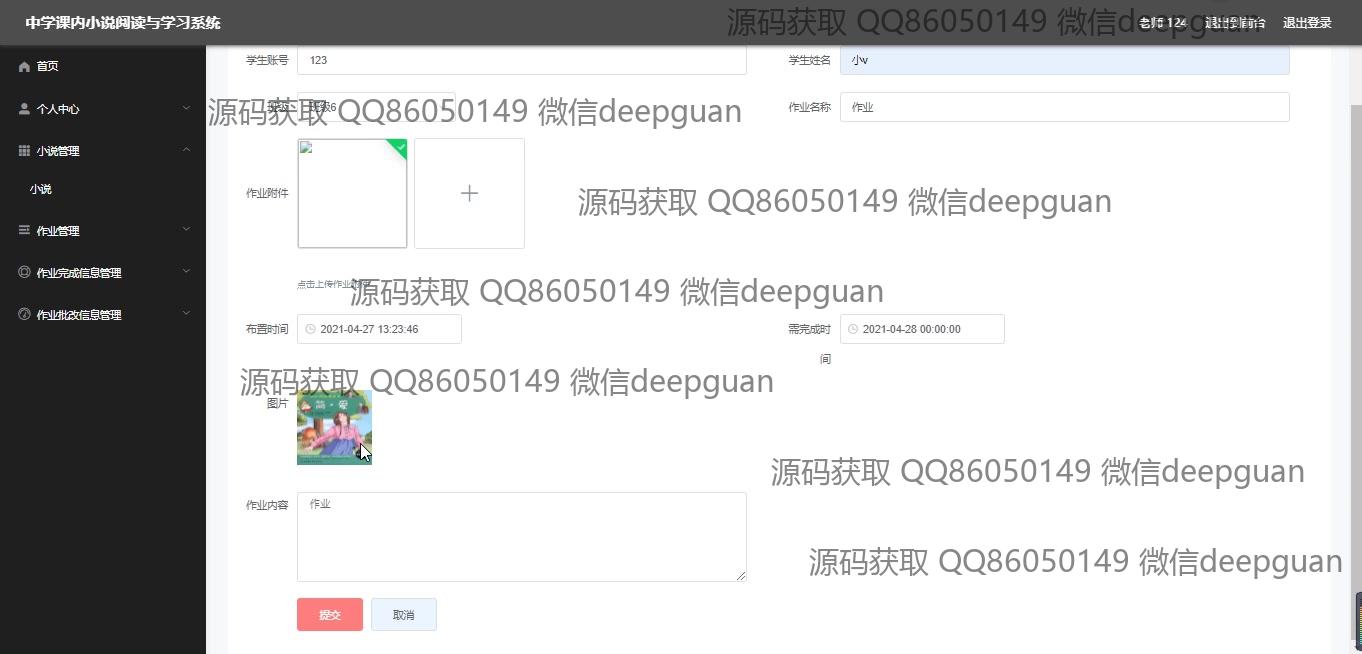 中学课内小说阅读与学习系统
老师 124 退出到前台 退出登录
源码获取 QQ86050149 微信deepguan
首页
个人中心
小说管理
小说
作业管理
作业完成信息管理
作业批改信息管理
学生账号 123
学生姓名 小v
班级 班级6
源码获取 QQ86050149 微信deepguan
作业名称 作业
作业附件
源码获取 QQ86050149 微信deepguan
点击上传作业附件
源码获取 QQ86050149 微信deepguan
布置时间 2021-04-27 13:23:46
需完成时
间
2021-04-28 00:00:00
源码获取 QQ86050149 微信deepguan
图片
简·爱
源码获取 QQ86050149 微信deepguan
作业内容 作业
源码获取 QQ86050149 微信deepguan
提交 取消